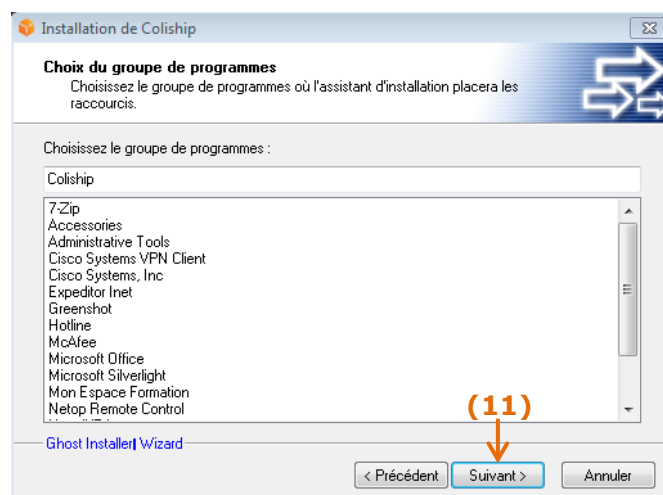 Installation de Coliship
Choix du groupe de programmes
Choisissez le groupe de programmes où l'assistant d'installation placera les
raccourcis.
Choisissez le groupe de programmes :
Coliship
7-Zip
Accessories
Administrative Tools
Cisco Systems VPN Client
Cisco Systems, Inc
Expeditor Inet
Greenshot
Hotline
McAfee
Microsoft Office
Microsoft Silverlight
Mon Espace Formation
Netop Remote Control
(11)
Ghost Installer Wizard
< Précédent
Suivant >
Annuler